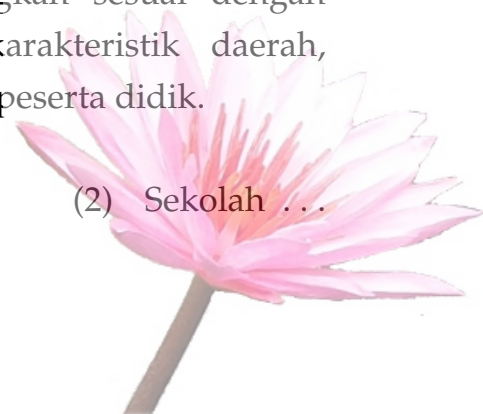 sesuai dengan
karakteristik daerah,
peserta didik.
(2) Sekolah . . .